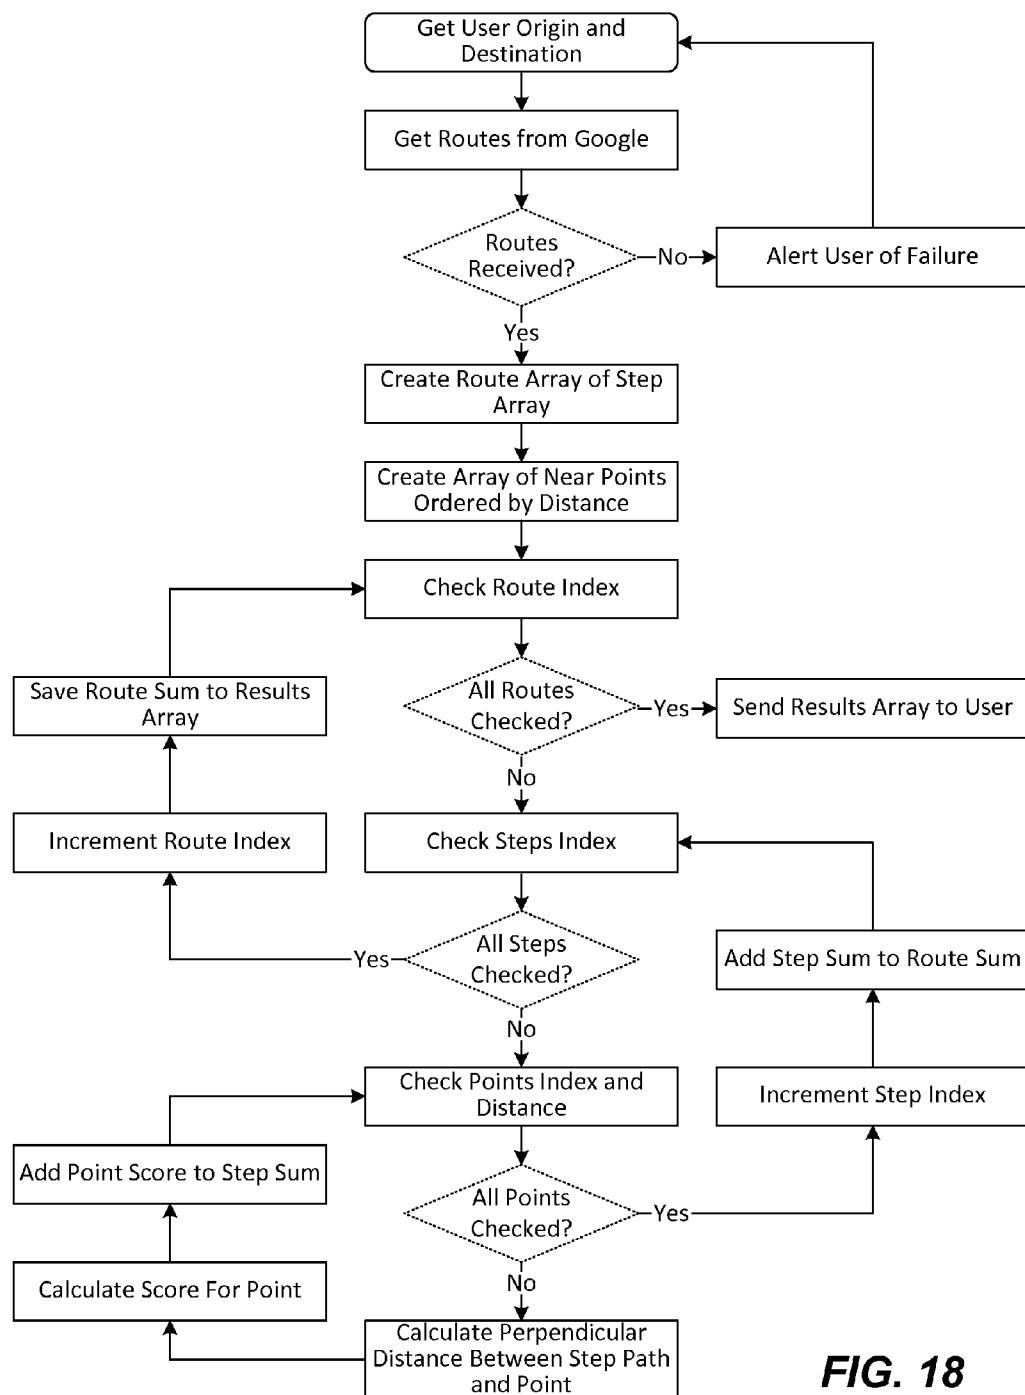 Get User Origin and
Destination
Get Routes from Google
Routes
Received?
No
Alert User of Failure
Yes
Create Route Array of Step
Array
Create Array of Near Points
Ordered by Distance
Check Route Index
Save Route Sum to Results
Array
All Routes
Checked?
Yes
Send Results Array to User
No
Increment Route Index
Check Steps Index
Yes
All Steps
Checked?
Add Step Sum to Route Sum
No
Check Points Index and
Distance
Increment Step Index
Add Point Score to Step Sum
All Points
Checked?
Yes
Calculate Score For Point
No
Calculate Perpendicular
Distance Between Step Path
and Point
FIG. 18